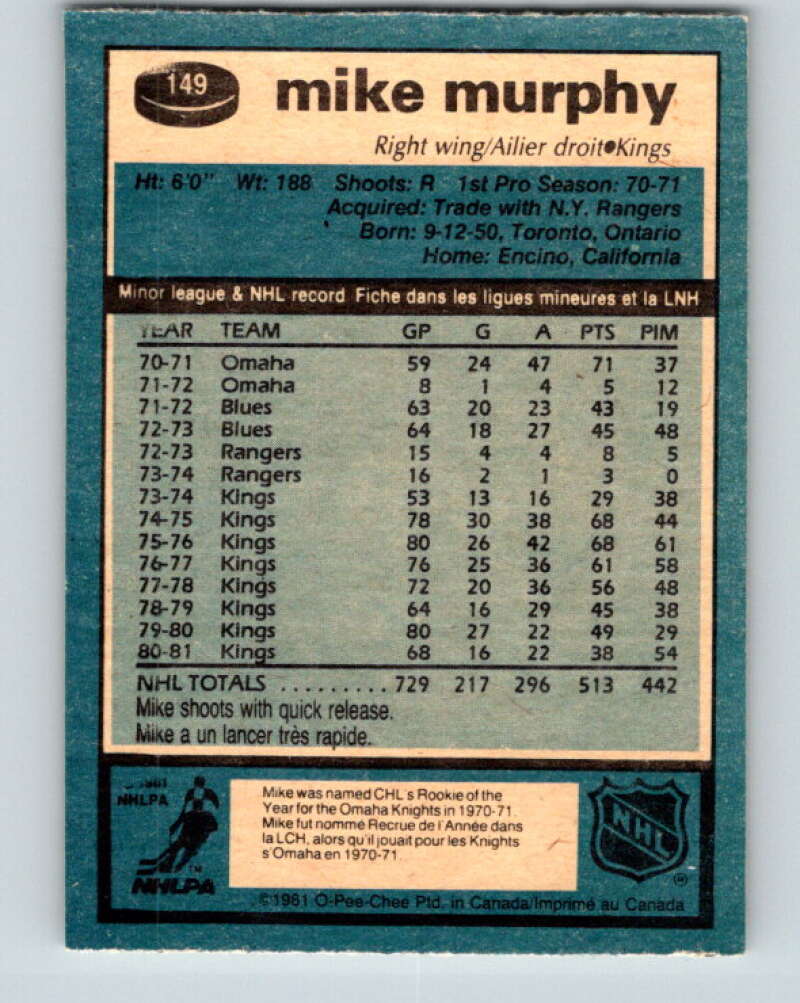 149
mike murphy
Right wing/Ailier droit•Kings
Ht: 6'0" Wt: 188 Shoots: R 1st Pro Season: 70-71
Acquired: Trade with N.Y. Rangers
Born: 9-12-50, Toronto, Ontario
Home: Encino, California
Minor league & NHL record Fiche dans les ligues mineures et la LNH
YEAR TEAM GP G A PTS PIM
70-71 Omaha 59 24 47 71 37
71-72 Omaha 8 1 4 5 12
71-72 Blues 63 20 23 43 19
72-73 Blues 64 18 27 45 48
72-73 Rangers 15 4 4 8 5
73-74 Rangers 16 2 1 3 0
73-74 Kings 53 13 16 29 38
74-75 Kings 78 30 38 68 44
75-76 Kings 80 26 42 68 61
76-77 Kings 76 25 36 61 58
77-78 Kings 72 20 36 56 48
78-79 Kings 64 16 29 45 38
79-80 Kings 80 27 22 49 29
80-81 Kings 68 16 22 38 54
NHL TOTALS .........729 217 296 513 442
Mike shoots with quick release.
Mike a un lancer très rapide.
© 1981
NHLPA
TM
NHLPA
Mike was named CHL's Rookie of the
Year for the Omaha Knights in 1970-71.
Mike fut nommé Recrue de l'Année dans
la LCH, alors qu'il jouait pour les Knights
s'Omaha en 1970-71.
NHL
©1981 O-Pee-Chee Ptd. in Canada/Imprimé au Canada